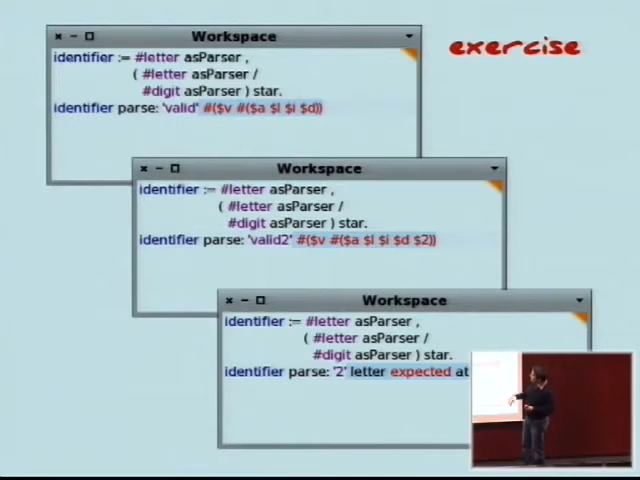 exercise
Workspace
identifier := #letter asParser ,
( #letter asParser /
#digit asParser ) star.
identifier parse: 'valid' #($v #($a $l $i $d))
Workspace
identifier := #letter asParser ,
( #letter asParser /
#digit asParser ) star.
identifier parse: 'valid2' #($v #($a $l $i $d $2))
Workspace
identifier := #letter asParser ,
( #letter asParser /
#digit asParser ) star.
identifier parse: '2' letter expected at